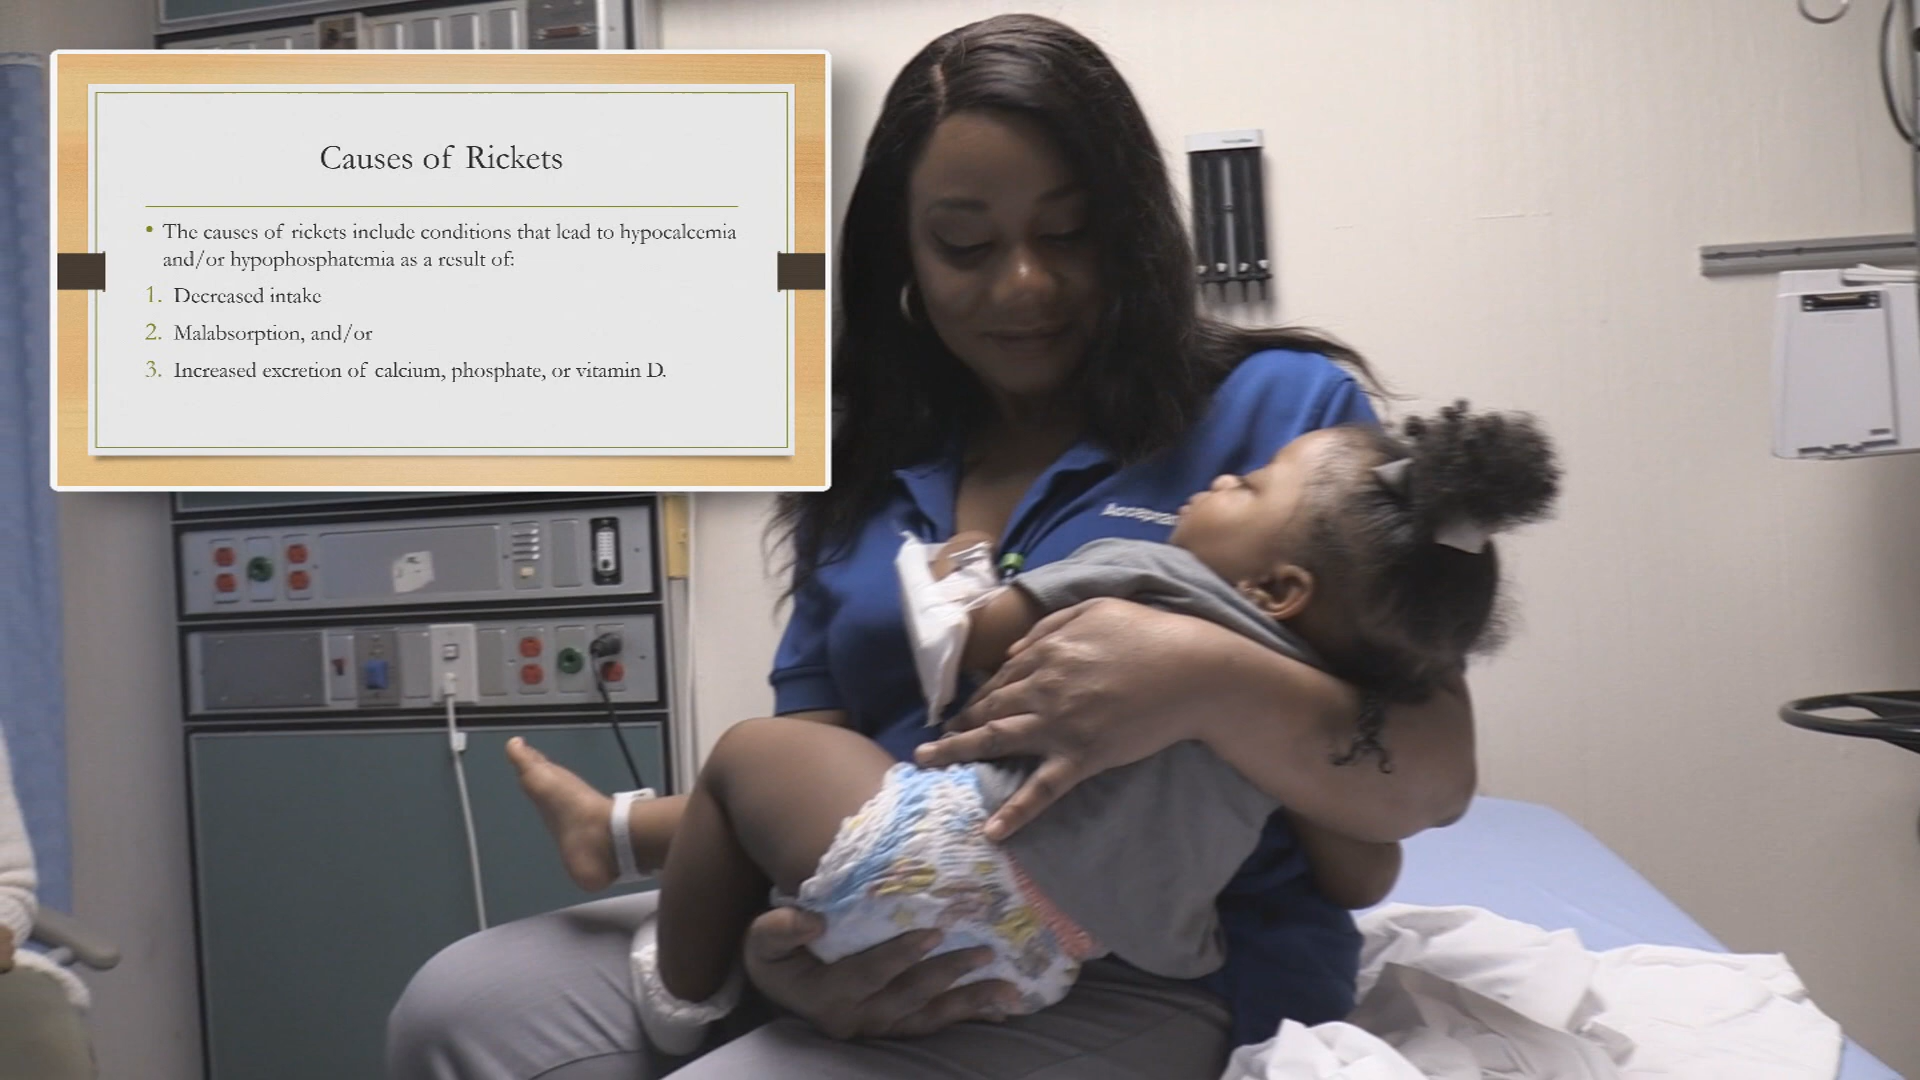 Causes of Rickets
• The causes of rickets include conditions that lead to hypocalcemia
and/or hypophosphatemia as a result of:
1. Decreased intake
2. Malabsorption, and/or
3. Increased excretion of calcium, phosphate, or vitamin D.